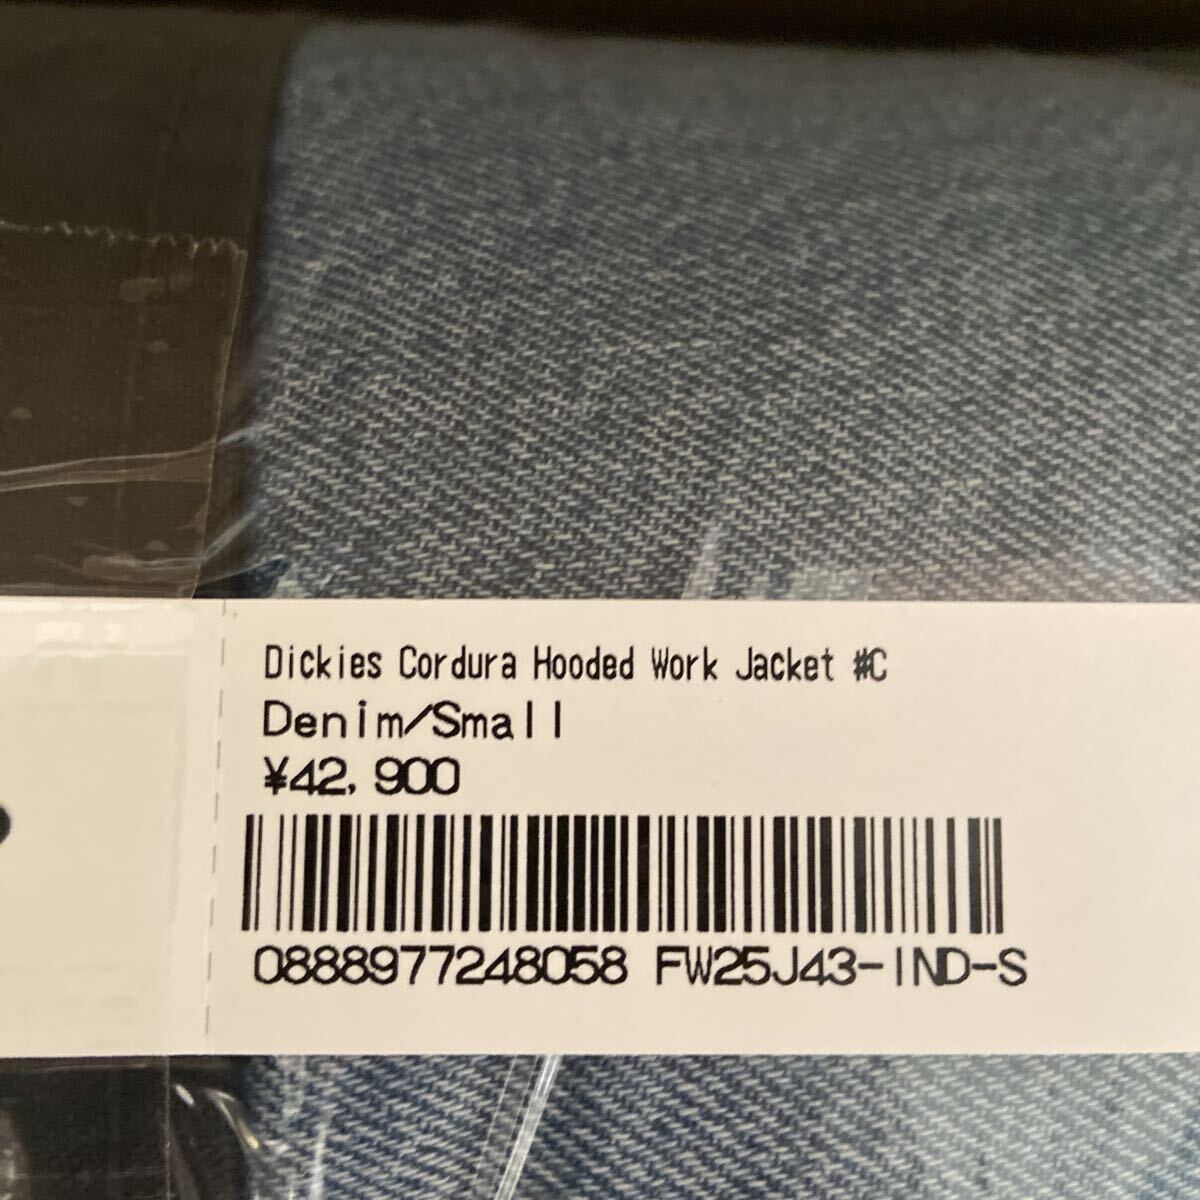 Dickies Cordura Hooded Work Jacket #C
Denim/Small
¥42,900
0888977248058 FW25J43-IND-S